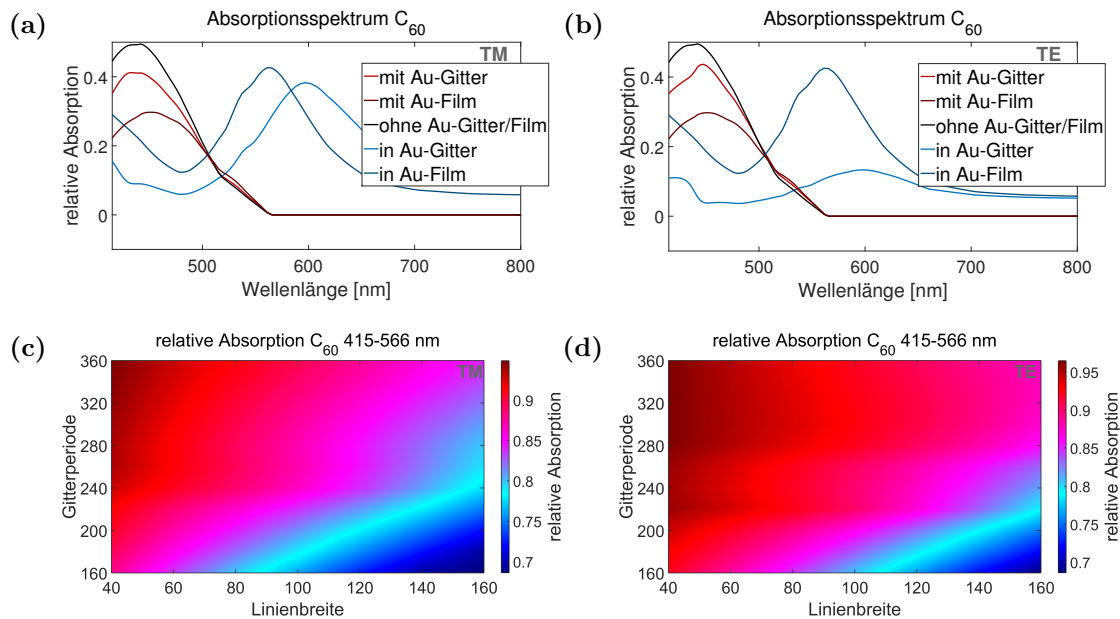 (a)
Absorptionsspektrum C60
TM
relative Absorption
0.4
0.2
0
mit Au-Gitter
mit Au-Film
ohne Au-Gitter/Film
in Au-Gitter
in Au-Film
500 600 700 800
Wellenlänge [nm]
(b)
Absorptionsspektrum C60
TE
relative Absorption
0.4
0.2
0
mit Au-Gitter
mit Au-Film
ohne Au-Gitter/Film
in Au-Gitter
in Au-Film
500 600 700 800
Wellenlänge [nm]
(c)
relative Absorption C60 415-566 nm
TM
Gitterperiode
360
320
280
240
200
160
40 60 80 100 120 140 160
Linienbreite
0.9
0.85
0.8
0.75
0.7
relative Absorption
(d)
relative Absorption C60 415-566 nm
TE
Gitterperiode
360
320
280
240
200
160
40 60 80 100 120 140 160
Linienbreite
0.95
0.9
0.85
0.8
0.75
0.7
relative Absorption